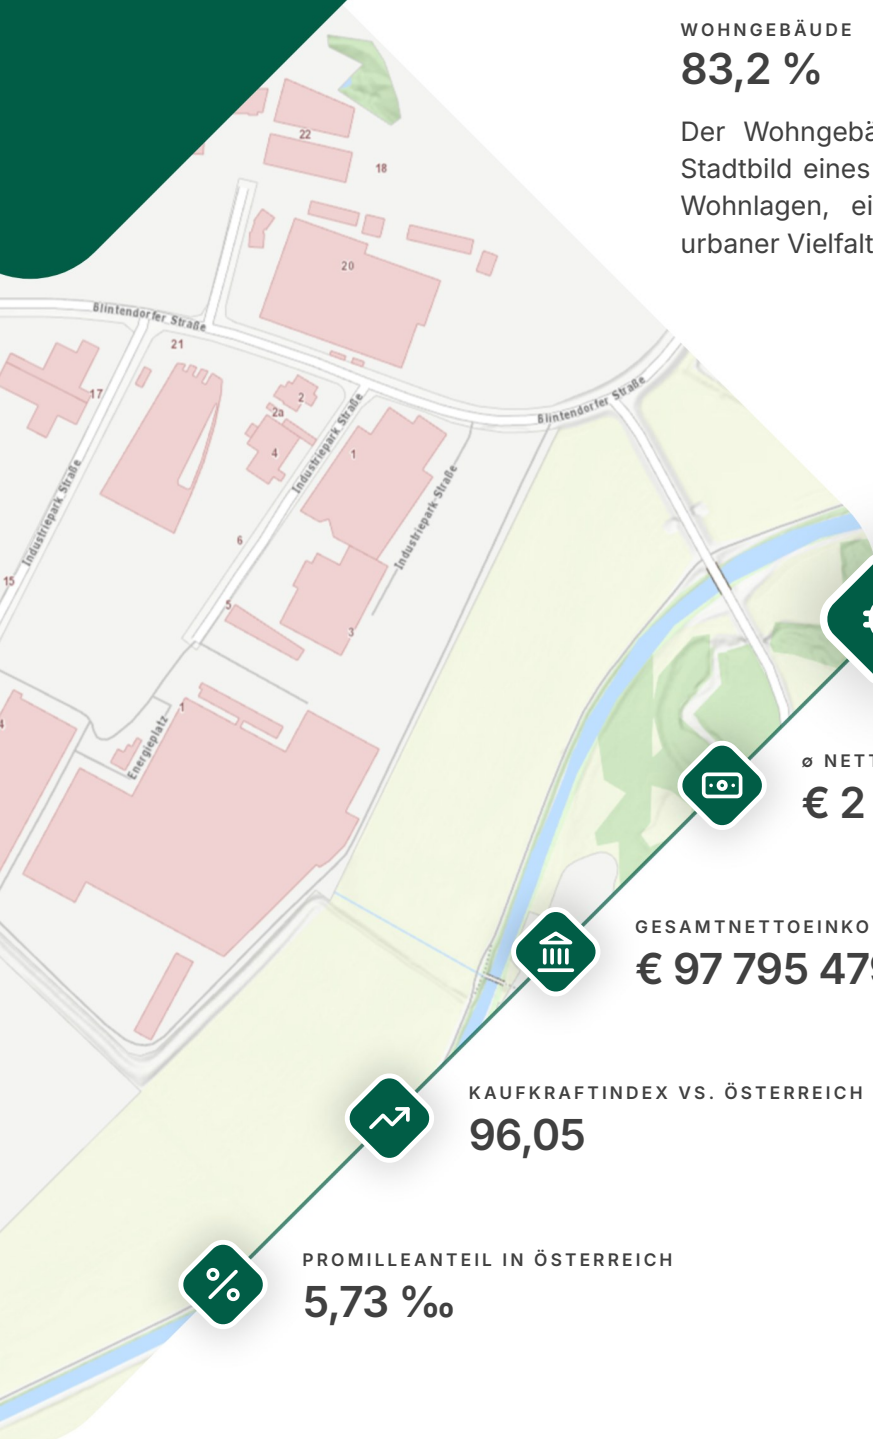 WOHNGEBÄUDE
83,2 %
Der Wohngebä
Stadtbild eines
Wohnlagen, ei
urbaner Vielfalt
22
18
20
Blintendorfer Straße
21
17
2
2a
4
1
Industriepark Straße
Blintendorfer Straße
Industriepark Straße
Industriepark-Straße
6
15
5
3
4
1
Energieplatz
ø NETT
€ 2
GESAMTNETTOEINKO
€ 97 795 479
KAUFKRAFTINDEX VS. ÖSTERREICH
96,05
PROMILLEANTEIL IN ÖSTERREICH
5,73 ‰